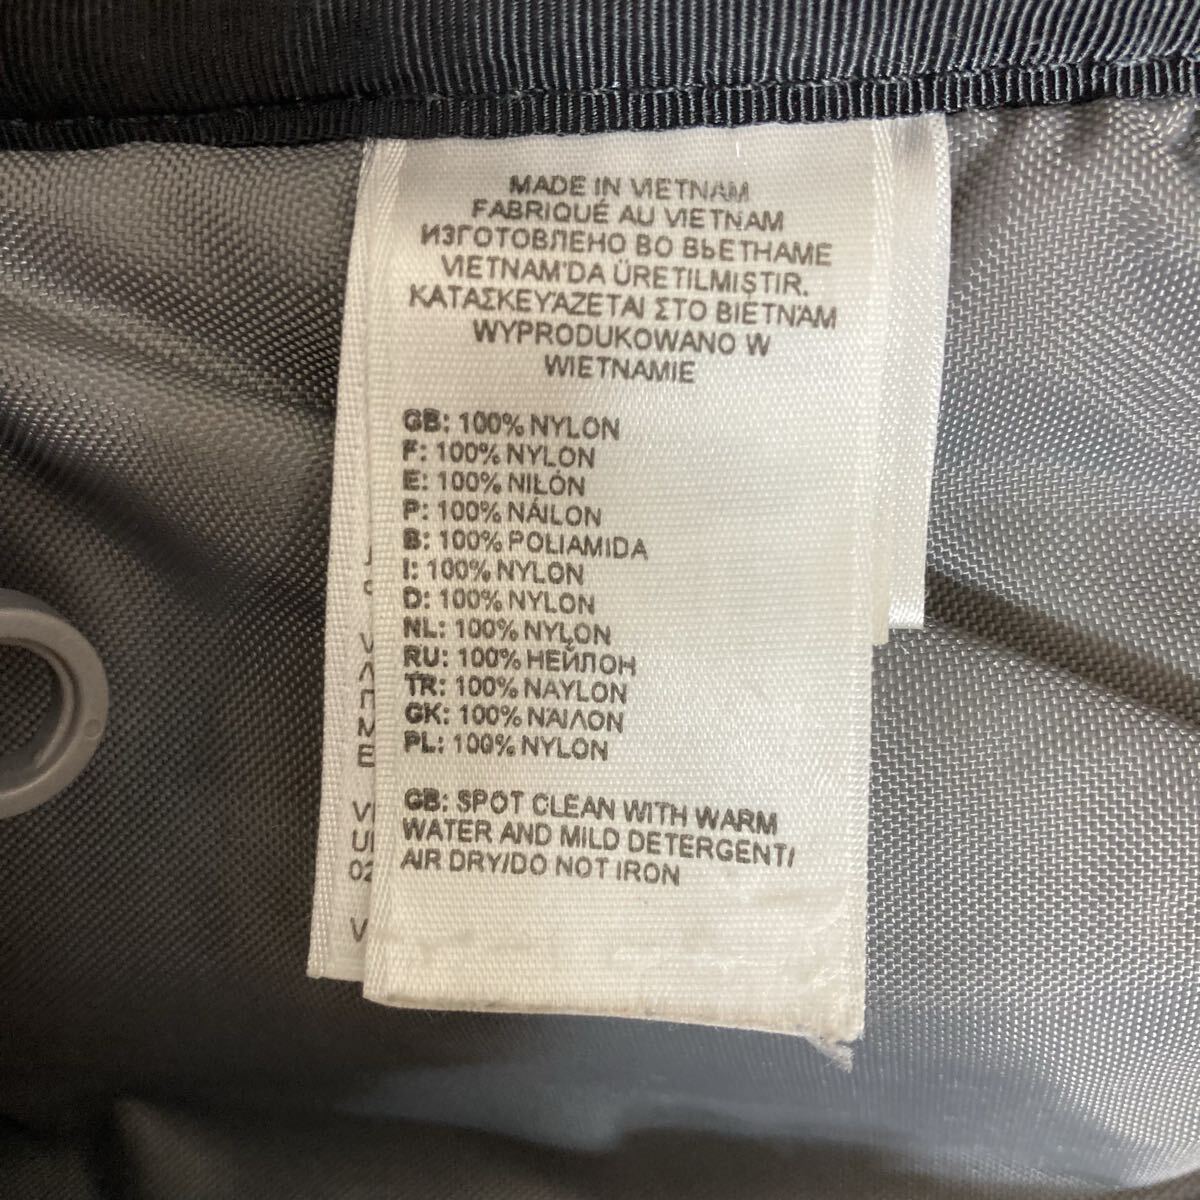 MADE IN VIETNAM
FABRIQUÉ AU VIETNAM
ИЗГОТОВЛЕНО ВО ВЬЕТНАМЕ
VIETNAM'DA ÜRETILMISTIR.
ΚΑΤΑΣΚΕΥΆΖΕΤΑΙ ΣΤΟ ΒΙΕΤΝΆΜ
WYPRODUKOWANO W
WIETNAMIE
GB: 100% NYLON
F: 100% NYLON
E: 100% NILÓN
P: 100% NÁILON
B: 100% POLIAMIDA
I: 100% NYLON
D: 100% NYLON
NL: 100% NYLON
RU: 100% НЕЙЛОН
TR: 100% NAYLON
GK: 100% ΝΆΙΛΟΝ
PL: 100% NYLON
GB: SPOT CLEAN WITH WARM
WATER AND MILD DETERGENT/
AIR DRY/DO NOT IRON